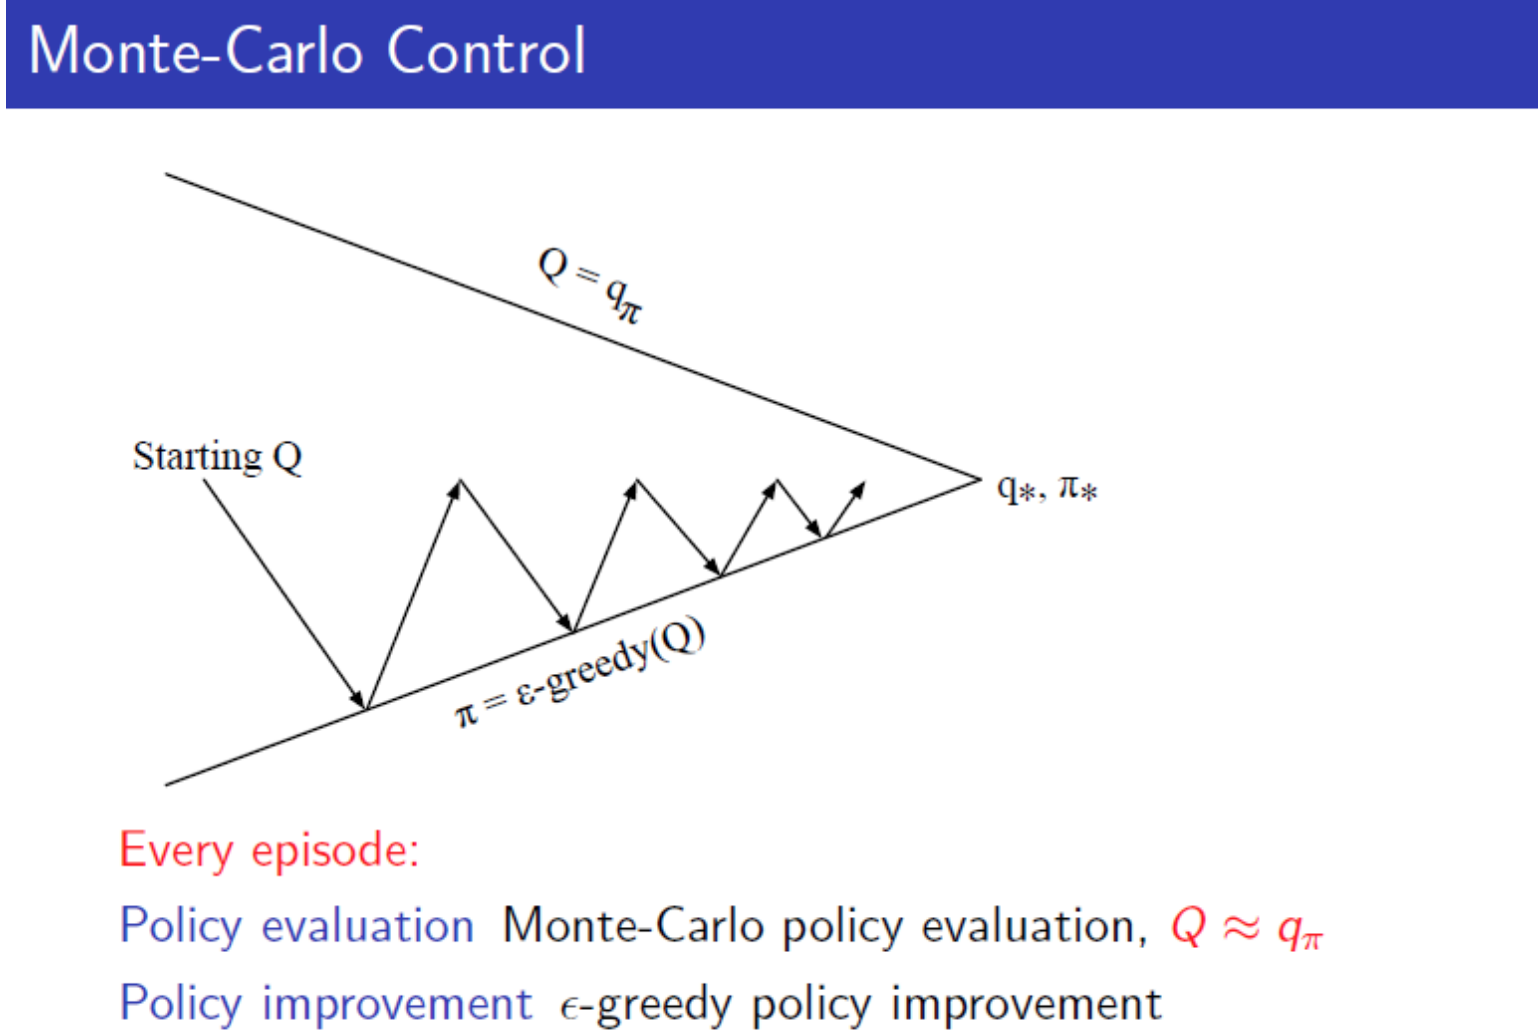 Monte-Carlo Control
Q = qπ
Starting Q
q*, π*
π = ε-greedy(Q)
Every episode:
Policy evaluation Monte-Carlo policy evaluation, Q ≈ qπ
Policy improvement ϵ-greedy policy improvement